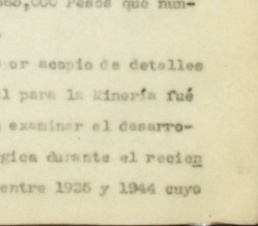 ,000 Pesos que nun-
or acopio de detalles
l para la Minería fué
examinar el desarro-
gica durante el recien
entre 1935 y 1944 cuyo